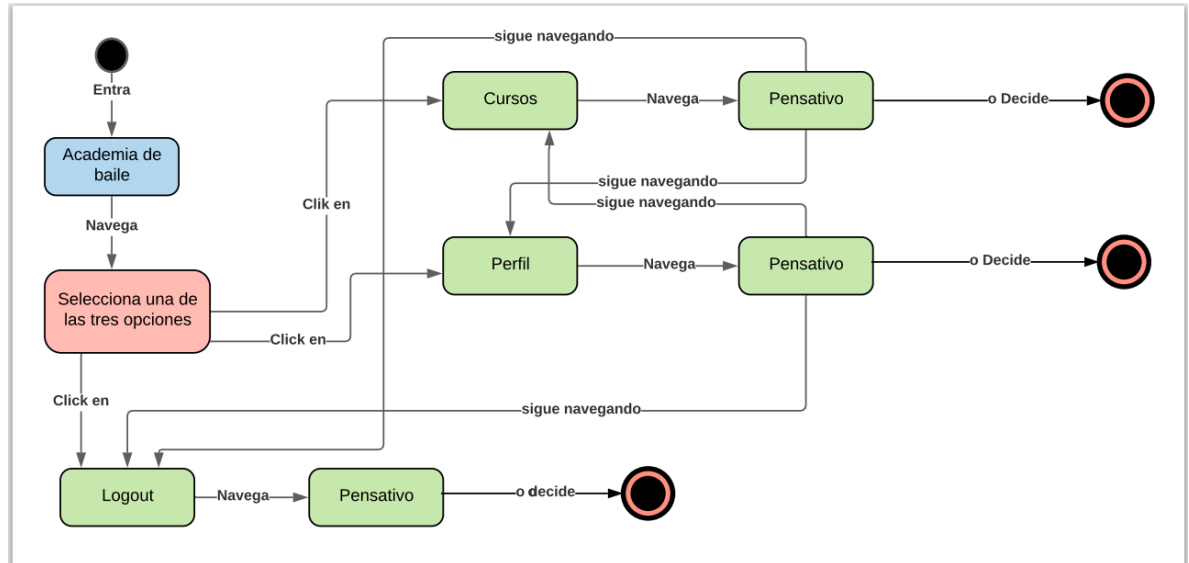 sigue navegando
Entra
Cursos
Navega
Pensativo
o Decide
Academia de
baile
sigue navegando
sigue navegando
Clik en
Navega
Perfil
Navega
Pensativo
o Decide
Selecciona una de
las tres opciones
Click en
Click en
sigue navegando
Logout
Navega
Pensativo
o decide